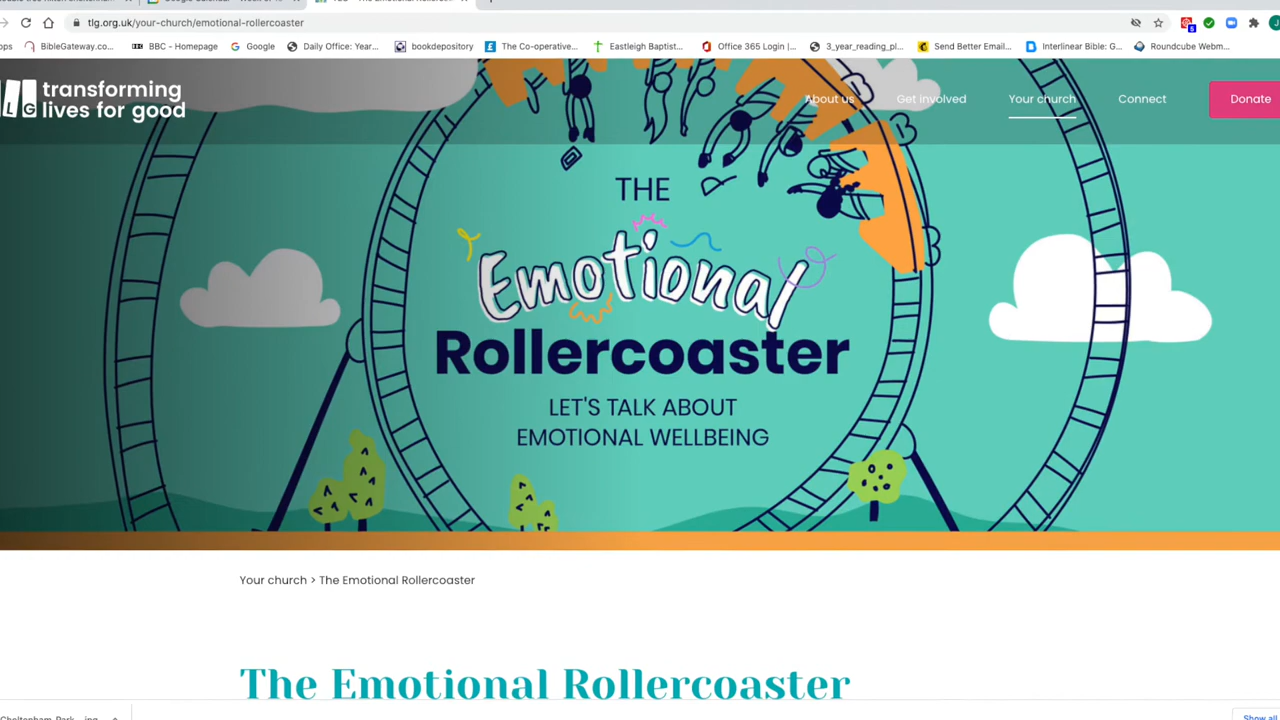 tlg.org.uk/your-church/emotional-rollercoaster
BibleGateway.co...
BBC - Homepage
Google
Daily Office: Year...
bookdepository
The Co-operative...
Eastleigh Baptist...
Office 365 Login |...
3_year_reading_pl...
Send Better Email...
Interlinear Bible: G...
Roundcube Webm...
LG
transforming
lives for good
About us
Get involved
Your church
Connect
Donate
THE
Emotional
Rollercoaster
LET'S TALK ABOUT
EMOTIONAL WELLBEING
Your church > The Emotional Rollercoaster
The Emotional Rollercoaster
Show all